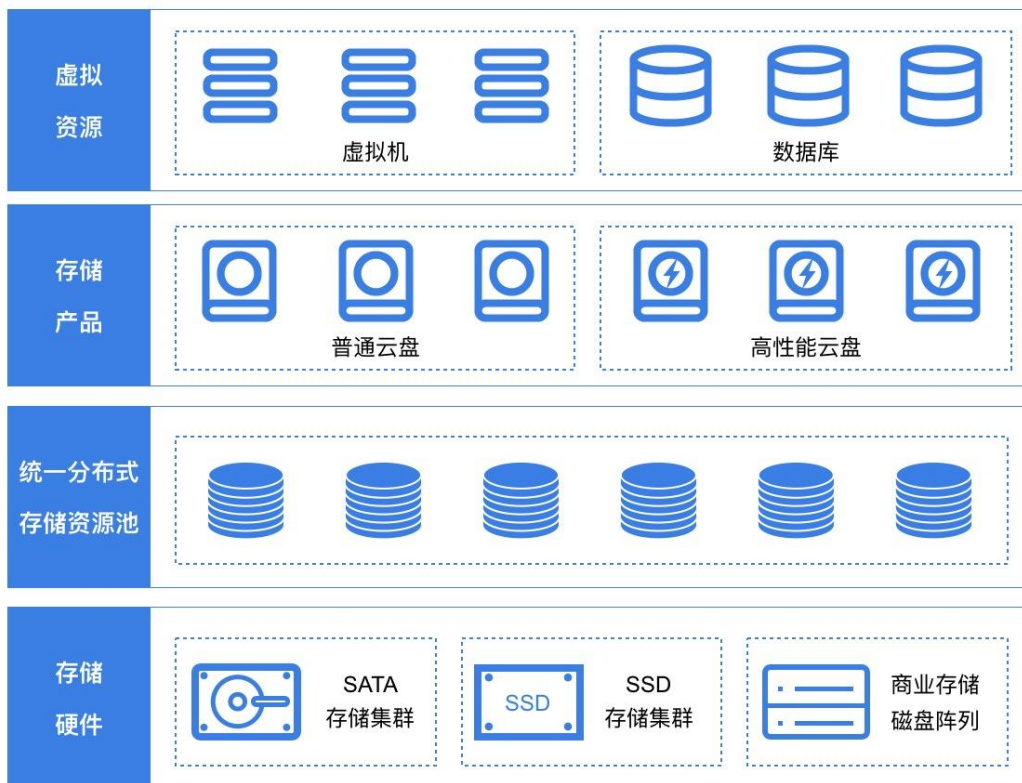 虚拟
资源
虚拟机
数据库
存储
产品
普通云盘
高性能云盘
统一分布式
存储资源池
存储
硬件
SATA
存储集群
SSD
SSD
存储集群
商业存储
磁盘阵列